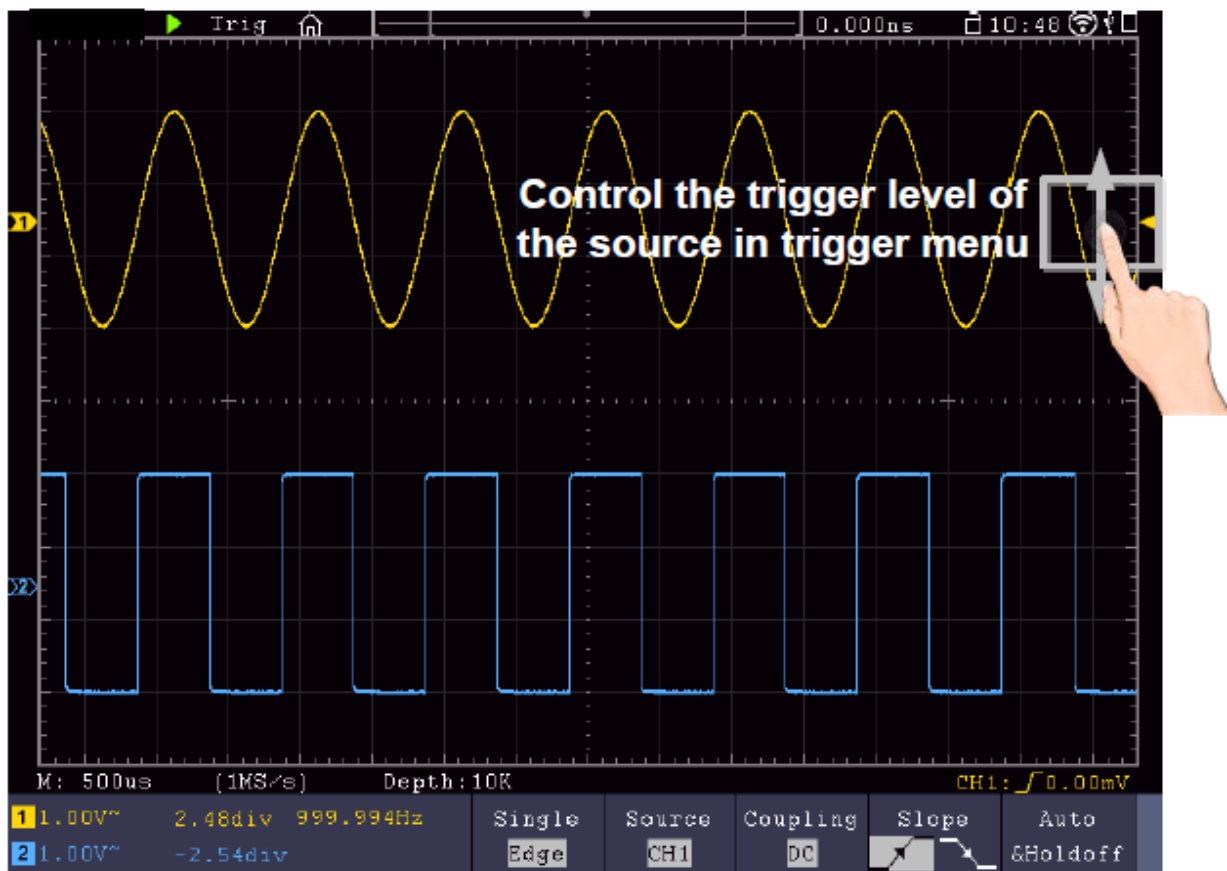 Trig 0.000ns 10:48
Control the trigger level of
the source in trigger menu
1
2
M: 500us (1MS/s) Depth:10K CH1: 0.00mV
1 1.00V~ 2.48div 999.994Hz Single Source Coupling Slope Auto
2 1.00V~ -2.54div Edge CH1 DC &Holdoff